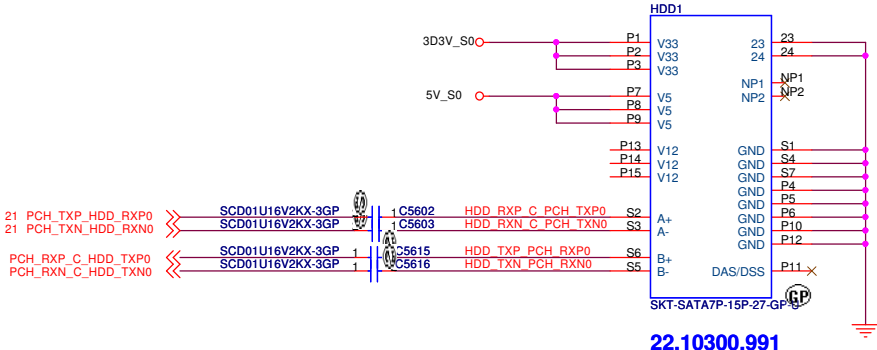 HDD1
3D3V_S0
P1
P2
P3
V33
V33
V33
23
24
23
24
NP1
NP2
NP1
NP2
5V_S0
P7
P8
P9
V5
V5
V5
P13
P14
P15
V12
V12
V12
GND
GND
GND
GND
GND
GND
GND
GND
S1
S4
S7
P4
P5
P6
P10
P12
21 PCH_TXP_HDD_RXP0
SCD01U16V2KX-3GP
1 C5602
HDD_RXP_C_PCH_TXP0
S2
A+
21 PCH_TXN_HDD_RXN0
SCD01U16V2KX-3GP
1 C5603
HDD_RXN_C_PCH_TXN0
S3
A-
PCH_RXP_C_HDD_TXP0
SCD01U16V2KX-3GP
1
C5615
HDD_TXP_PCH_RXP0
S6
B+
PCH_RXN_C_HDD_TXN0
SCD01U16V2KX-3GP
1
C5616
HDD_TXN_PCH_RXN0
S5
B-
DAS/DSS
P11
GP
SKT-SATA7P-15P-27-GP-U
22.10300.991